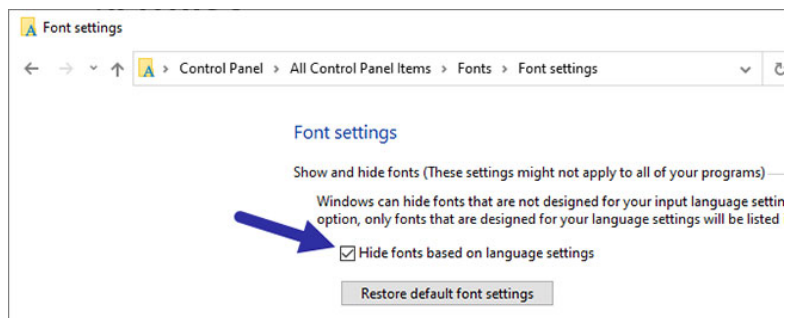 Font settings
Control Panel > All Control Panel Items > Fonts > Font settings
Font settings
Show and hide fonts (These settings might not apply to all of your programs)
Windows can hide fonts that are not designed for your input language
option, only fonts that are designed for your language settings will be listed
Hide fonts based on language settings
Restore default font settings